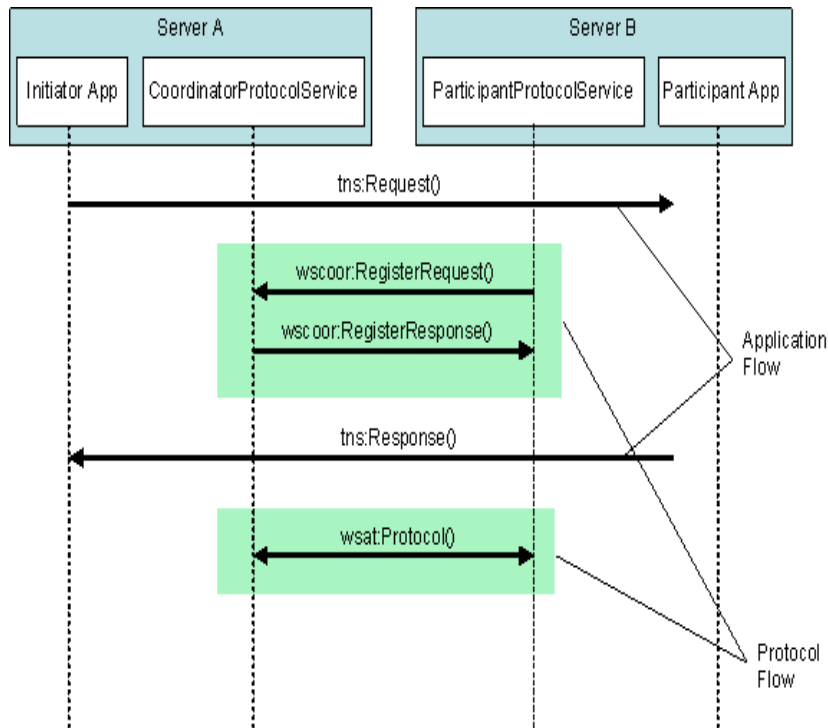 Server A
Server B
Initiator App
CoordinatorProtocolService
ParticipantProtocolService
Participant App
tns:Request()
wscoor:RegisterRequest()
wscoor:RegisterResponse()
Application
Flow
tns:Response()
wsat:Protocol()
Protocol
Flow